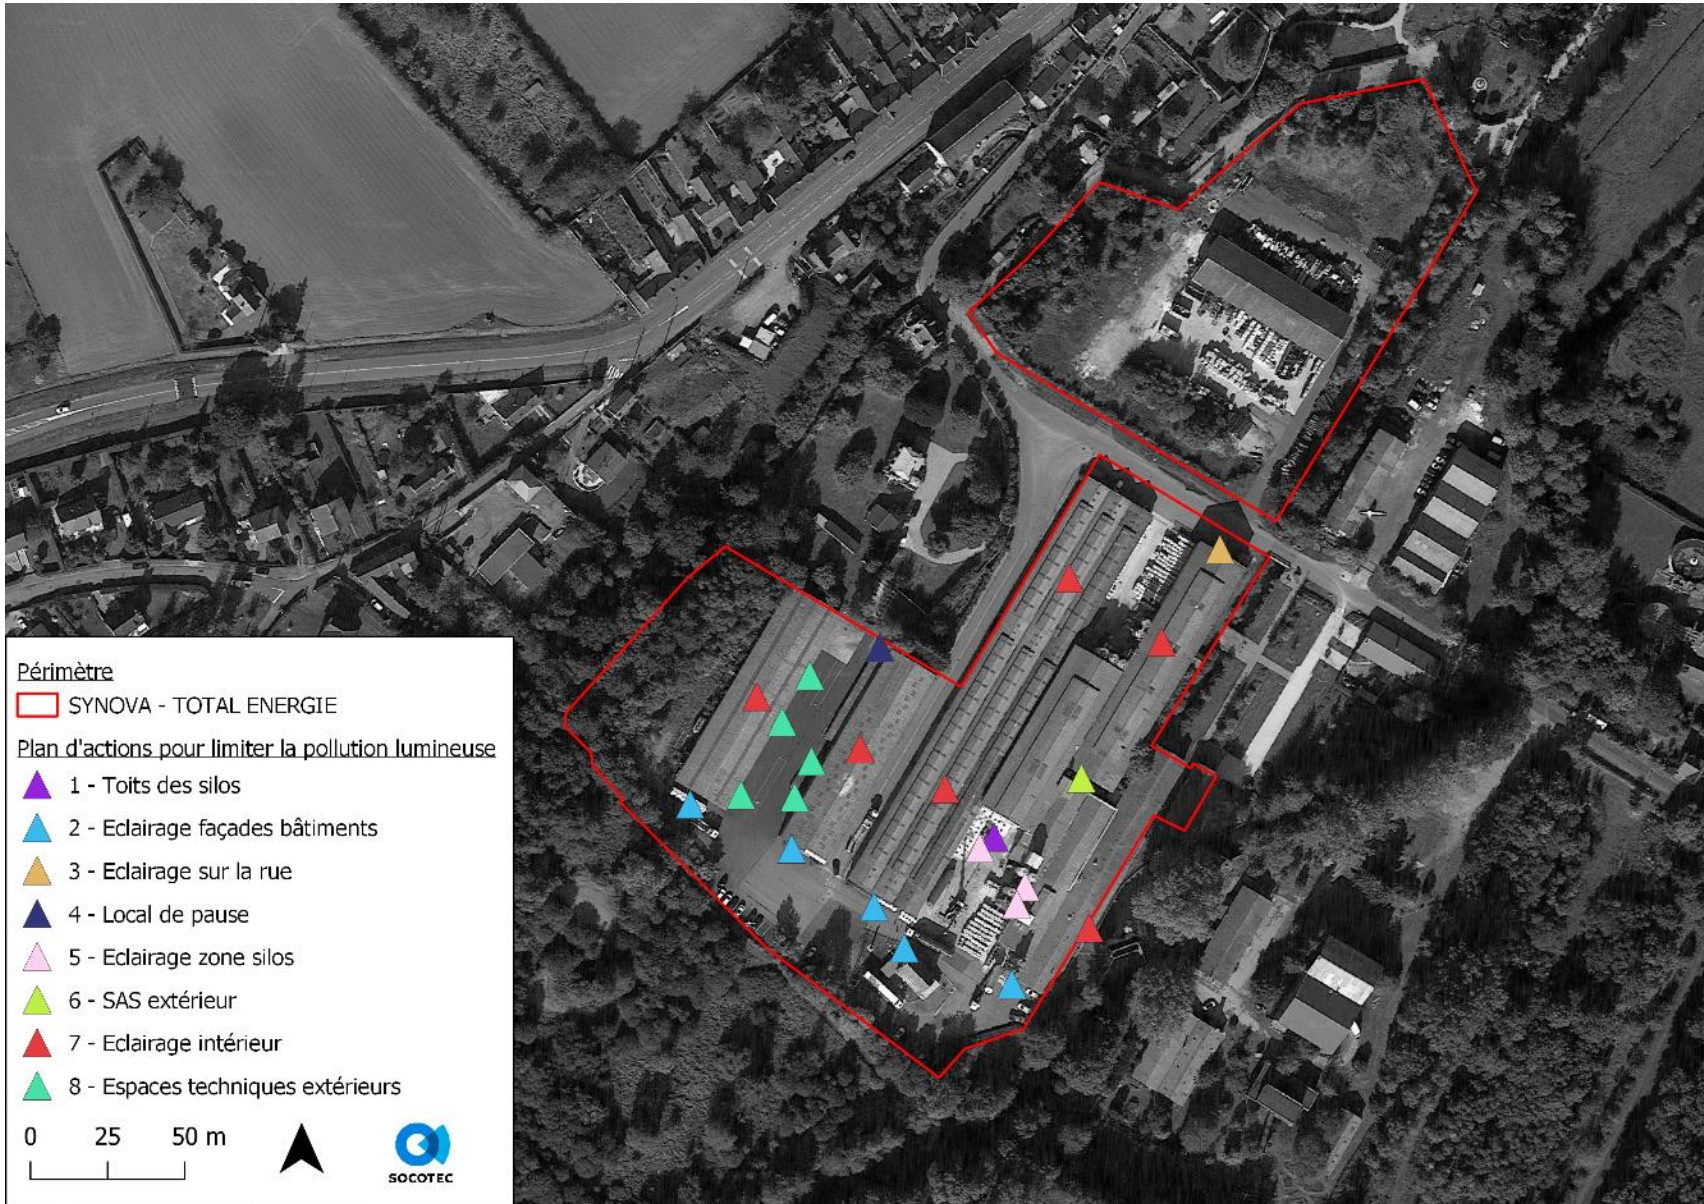 Périmètre
SYNOVA - TOTAL ENERGIE
Plan d'actions pour limiter la pollution lumineuse
1 - Toits des silos
2 - Eclairage façades bâtiments
3 - Eclairage sur la rue
4 - Local de pause
5 - Eclairage zone silos
6 - SAS extérieur
7 - Eclairage intérieur
8 - Espaces techniques extérieurs
0 25 50 m
SOCOTEC